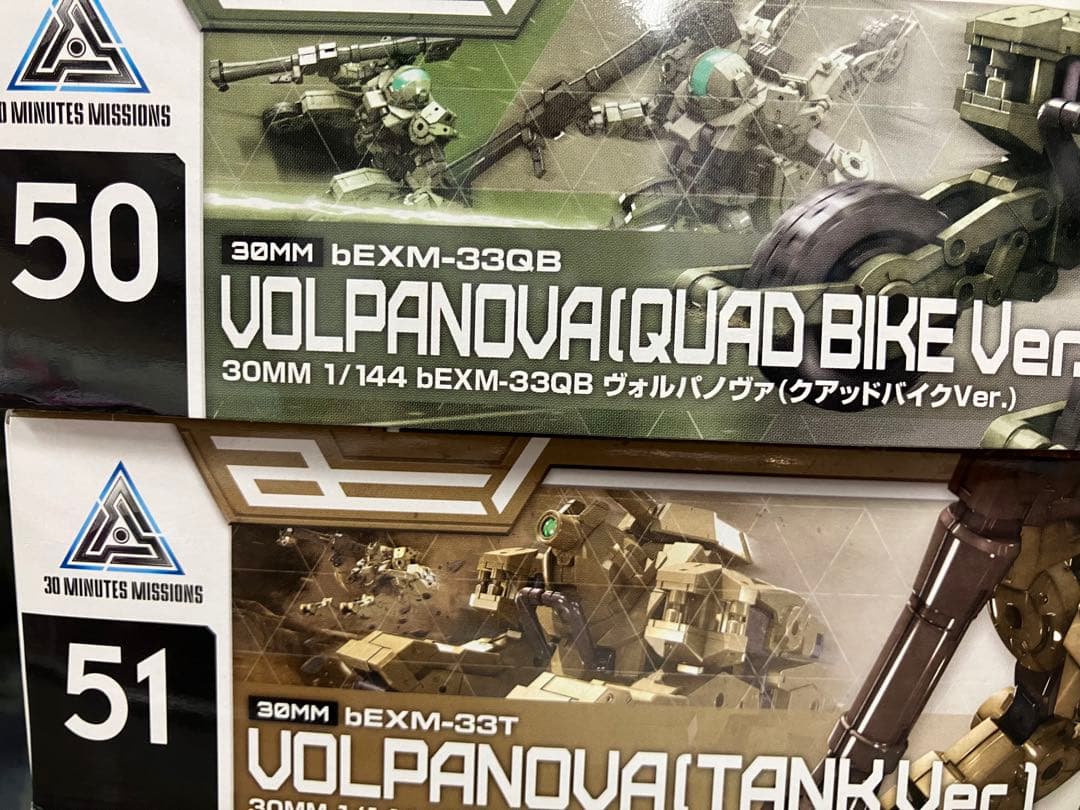 30 MINUTES MISSIONS
50
30MM bEXM-33QB
VOLPANOVA(QUAD BIKE Ver.
30MM 1/144 bEXM-33QB ヴォルパノヴァ(クアッドバイクVer.)
30 MINUTES MISSIONS
51
30MM bEXM-33T
VOLPANOVA(TANK Ver.)
30MM